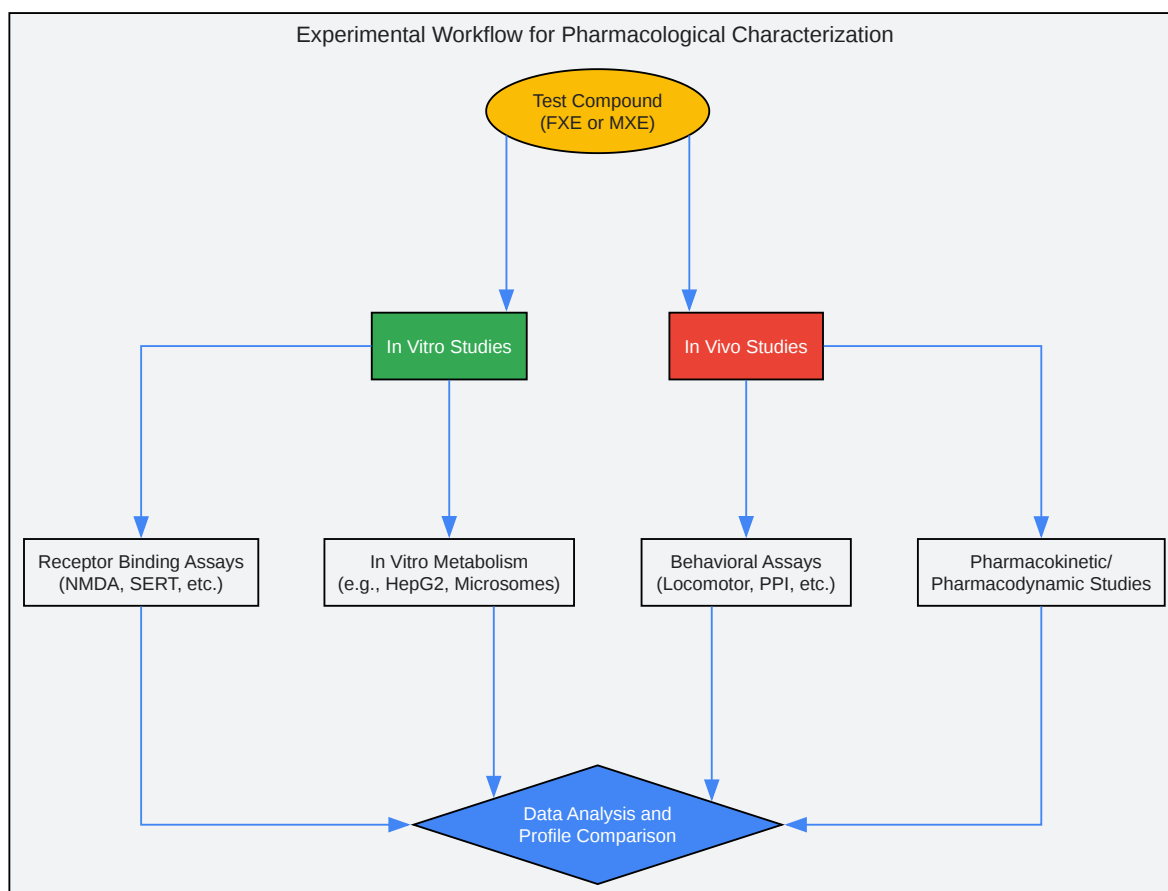 Experimental Workflow for Pharmacological Characterization
Test Compound
(FXE or MXE)
In Vitro Studies
In Vivo Studies
Receptor Binding Assays
(NMDA, SERT, etc.)
In Vitro Metabolism
(e.g., HepG2, Microsomes)
Behavioral Assays
(Locomotor, PPI, etc.)
Pharmacokinetic/
Pharmacodynamic Studies
Data Analysis and
Profile Comparison